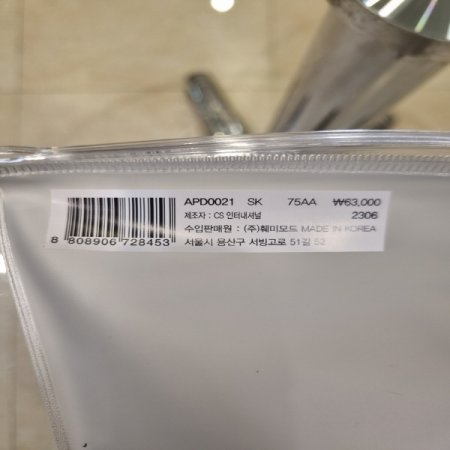 APD0021 SK 75AA ₩63,000
제조자 : CS 인터내셔널 2306
수입판매원 : (주)훼미모드 MADE IN KOREA
서울시 용산구 서빙고로 51길 52
8 808906 728453